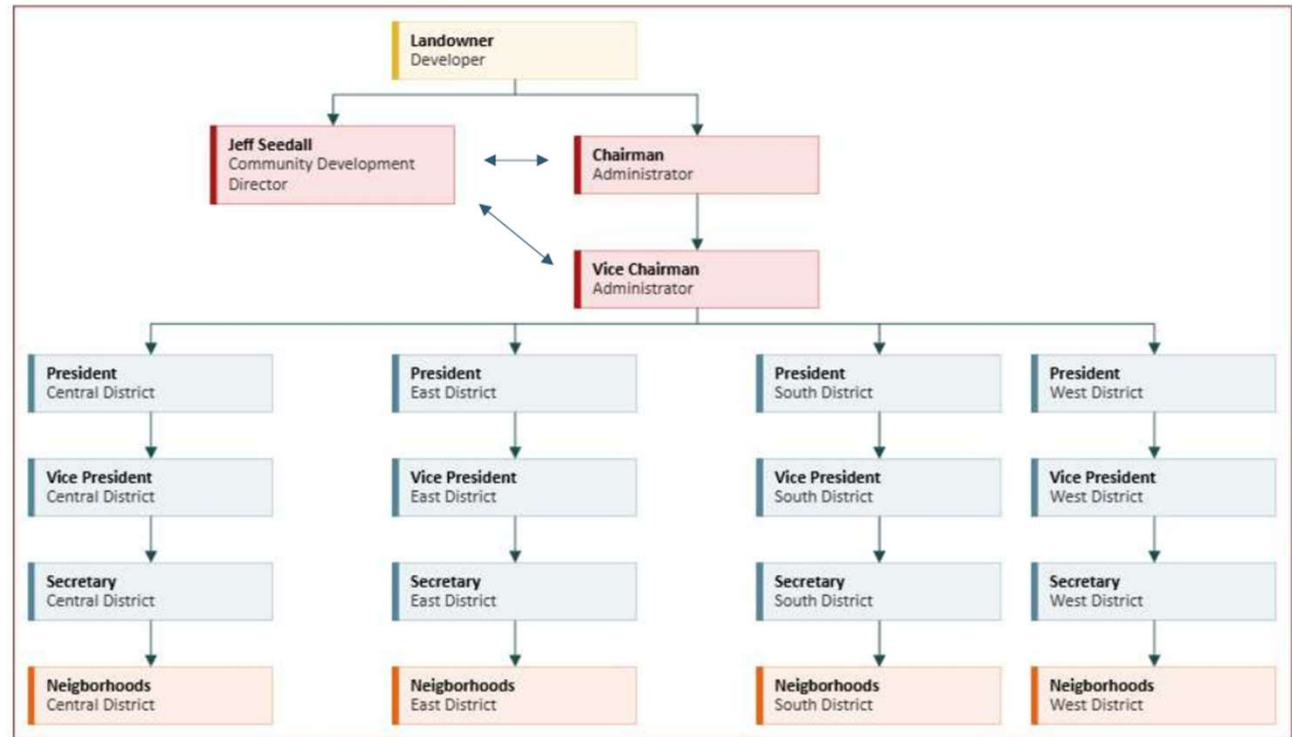 Landowner
Developer
Jeff Seedall
Community Development
Director
Chairman
Administrator
Vice Chairman
Administrator
President
Central District
President
East District
President
South District
President
West District
Vice President
Central District
Vice President
East District
Vice President
South District
Vice President
West District
Secretary
Central District
Secretary
East District
Secretary
South District
Secretary
West District
Neigborhoods
Central District
Neigborhoods
East District
Neigborhoods
South District
Neigborhoods
West District